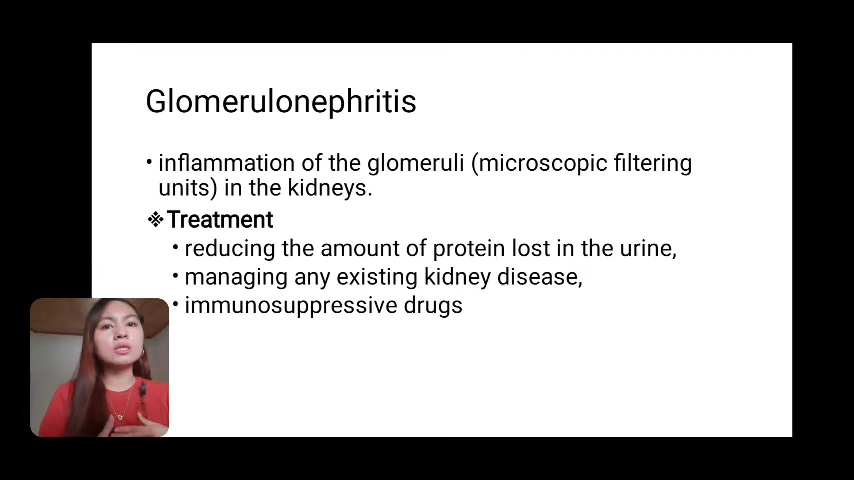 Glomerulonephritis
• inflammation of the glomeruli (microscopic filtering
units) in the kidneys.
❖Treatment
• reducing the amount of protein lost in the urine,
• managing any existing kidney disease,
• immunosuppressive drugs